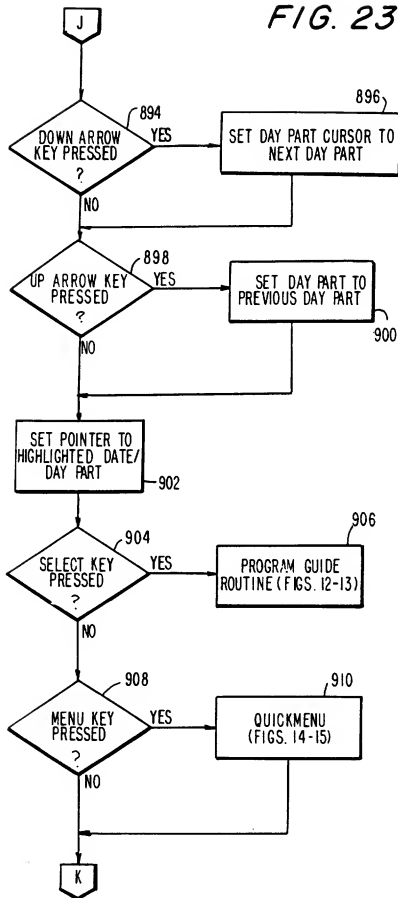 FIG. 23
J
894
DOWN ARROW
KEY PRESSED
?
YES
NO
896
SET DAY PART CURSOR TO
NEXT DAY PART
898
UP ARROW KEY
PRESSED
?
YES
NO
SET DAY PART TO
PREVIOUS DAY PART
900
SET POINTER TO
HIGHLIGHTED DATE/
DAY PART
902
904
SELECT KEY
PRESSED
?
YES
NO
906
PROGRAM GUIDE
ROUTINE (FIGS. 12-13)
908
MENU KEY
PRESSED
?
YES
NO
910
QUICKMENU
(FIGS. 14-15)
K